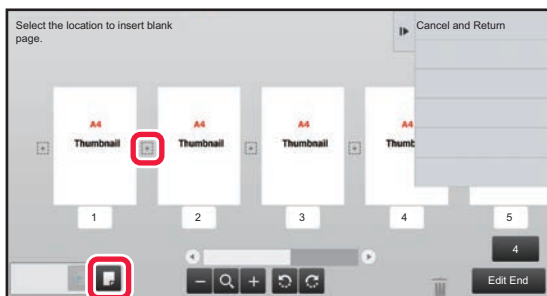 Select the location to insert blank
page.
Cancel and Return
A4
Thumbnail
A4
Thumbnail
A4
Thumbnail
A4
Thumb
1
2
3
4
5
4
Edit End